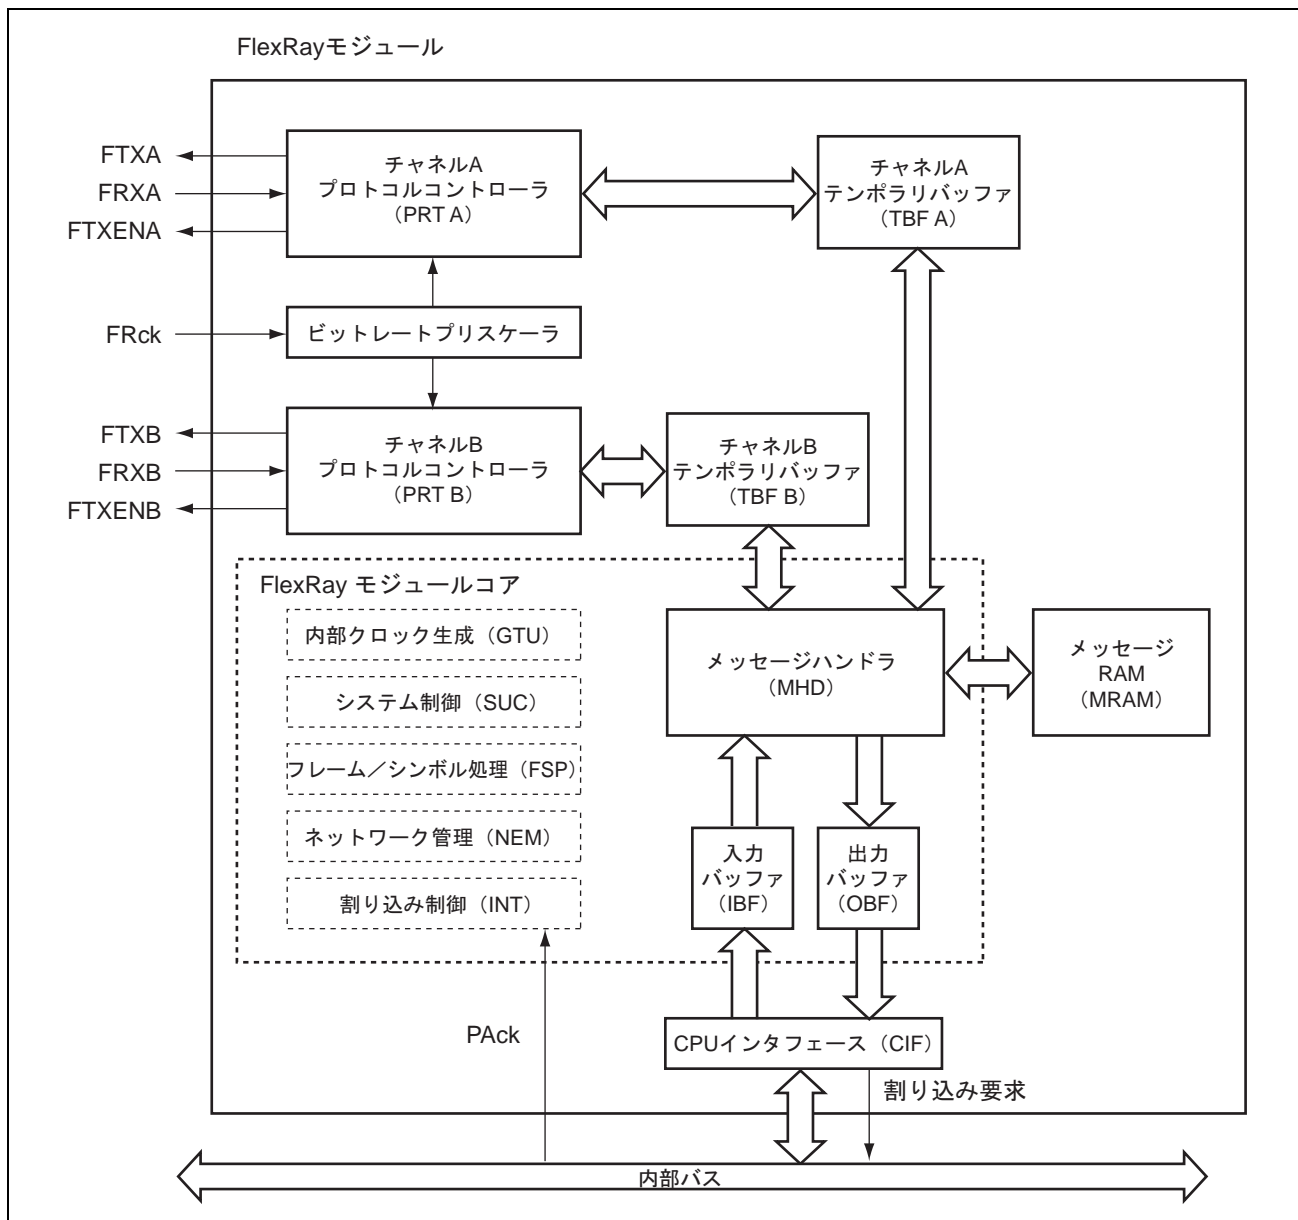 FlexRayモジュール
FTXA
FRXA
FTXENA
チャネルA
プロトコルコントローラ
（PRT A）
チャネルA
テンポラリバッファ
（TBF A）
FRck
ビットレートプリスケーラ
FTXB
FRXB
FTXENB
チャネルB
プロトコルコントローラ
（PRT B）
チャネルB
テンポラリバッファ
（TBF B）
FlexRay モジュールコア
内部クロック生成（GTU）
システム制御（SUC）
フレーム／シンボル処理（FSP）
ネットワーク管理（NEM）
割り込み制御（INT）
メッセージハンドラ
（MHD）
メッセージ
RAM
（MRAM）
入力
バッファ
（IBF）
出力
バッファ
（OBF）
PAck
CPUインタフェース（CIF）
割り込み要求
内部バス